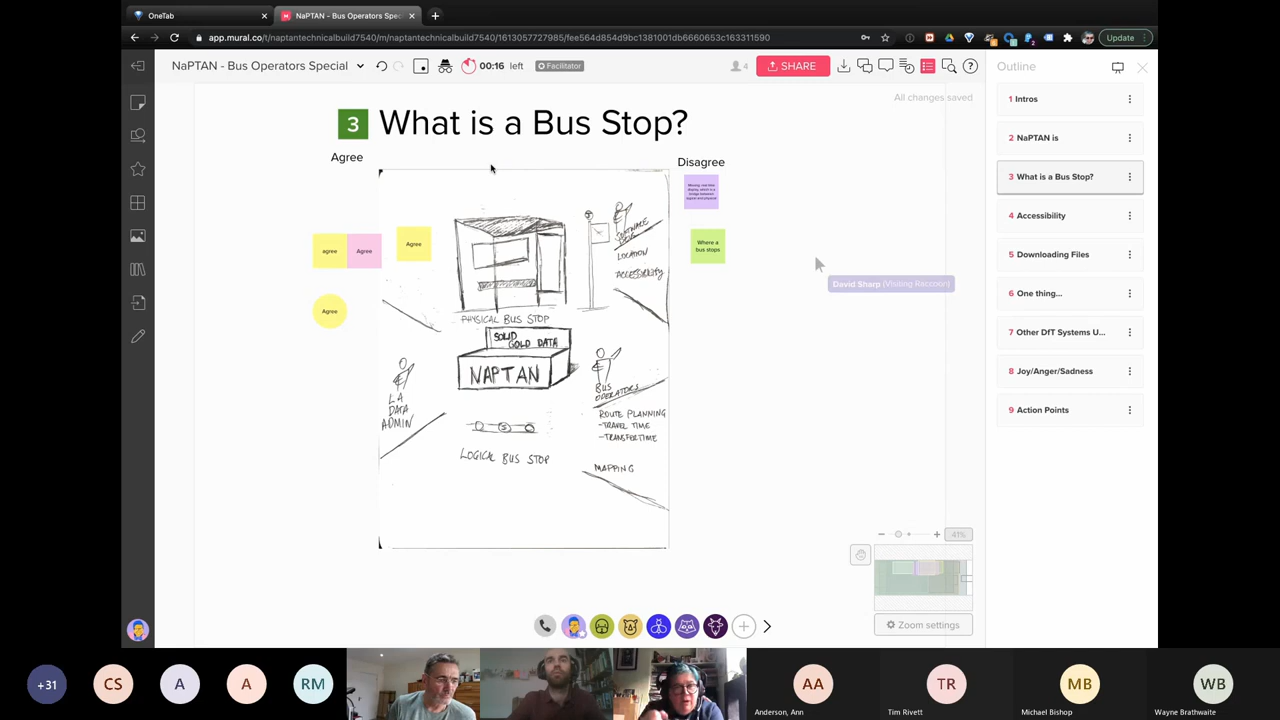 OneTab
NaPTAN - Bus Operators Spec
app.mural.co/t/naptantechnicalbuild7540/m/naptantechnicalbuild7540/1613057727985/fee564d854d9bc1381001db6660653c163311590
Update
NaPTAN - Bus Operators Special
00:16 left
Facilitator
4
SHARE
Outline
All changes saved
1 Intros
2 NaPTAN is
3 What is a Bus Stop?
4 Accessibility
5 Downloading Files
6 One thing...
7 Other DfT Systems U...
8 Joy/Anger/Sadness
9 Action Points
3 What is a Bus Stop?
Agree
Disagree
agree
Agree
Agree
Agree
Where a
bus stops
David Sharp (Visiting Raccoon)
SOFTWARE
LOCATION
ACCESSIBILITY
PHYSICAL BUS STOP
SOLID
GOLD DATA
NAPTAN
LA
DATA
ADMIN
BUS
OPERATORS
ROUTE PLANNING
-TRAVEL TIME
-TRANSFER TIME
LOGICAL BUS STOP
MAPPING
41%
Zoom settings
+31
CS
A
A
RM
AA
Anderson, Ann
TR
Tim Rivett
MB
Michael Bishop
WB
Wayne Brathwaite